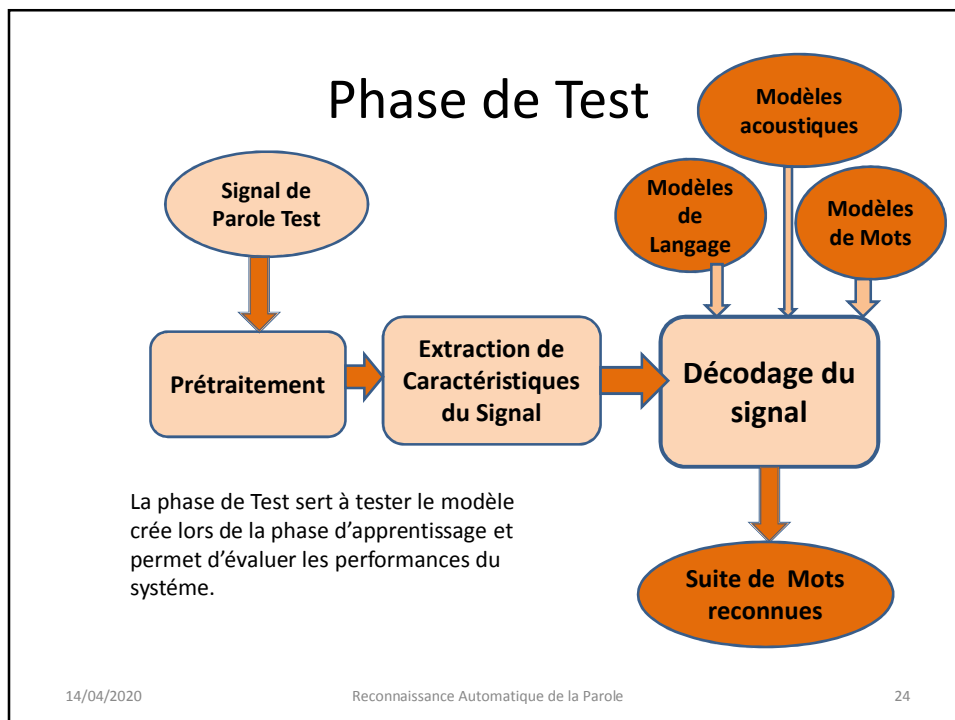 Phase de Test
Modèles
acoustiques
Signal de
Parole Test
Modèles
de
Langage
Modèles
de Mots
Prétraitement
Extraction de
Caractéristiques
du Signal
Décodage du
signal
La phase de Test sert à tester le modèle
crée lors de la phase d’apprentissage et
permet d’évaluer les performances du
systéme.
Suite de Mots
reconnues
14/04/2020
Reconnaissance Automatique de la Parole
24